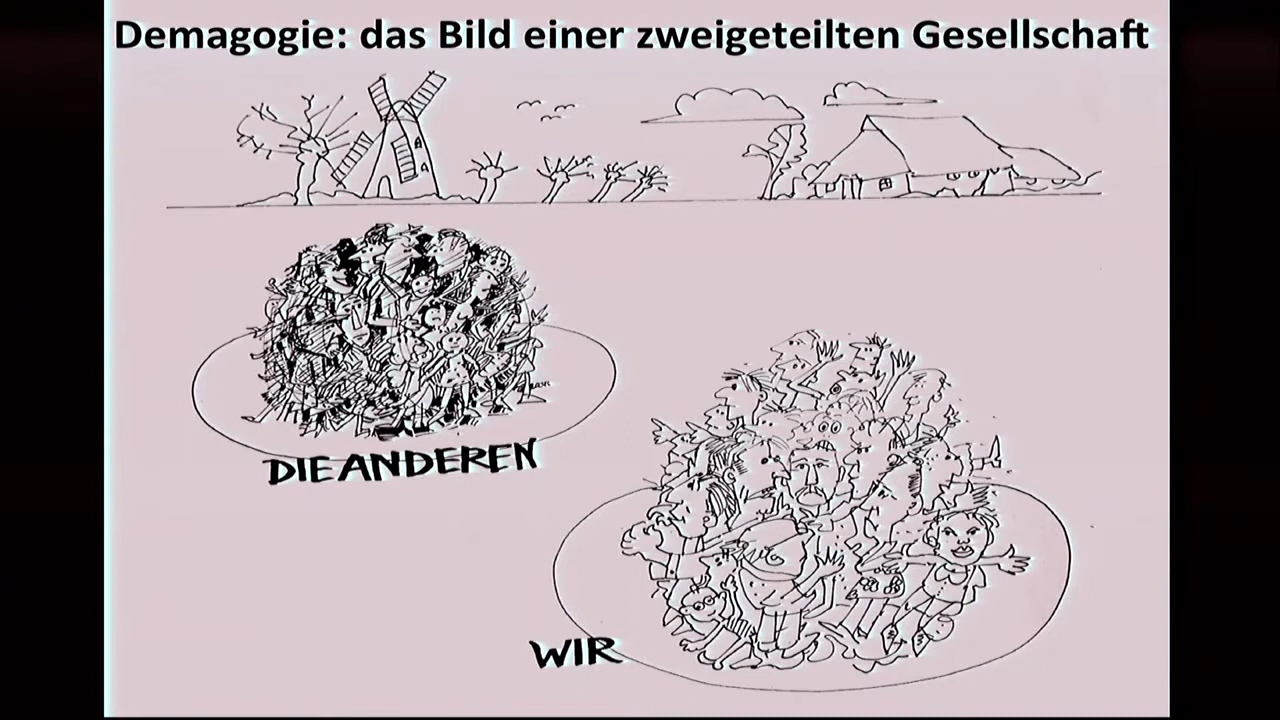 Demagogie: das Bild einer zweigeteilten Gesellschaft
DIE ANDEREN
WIR